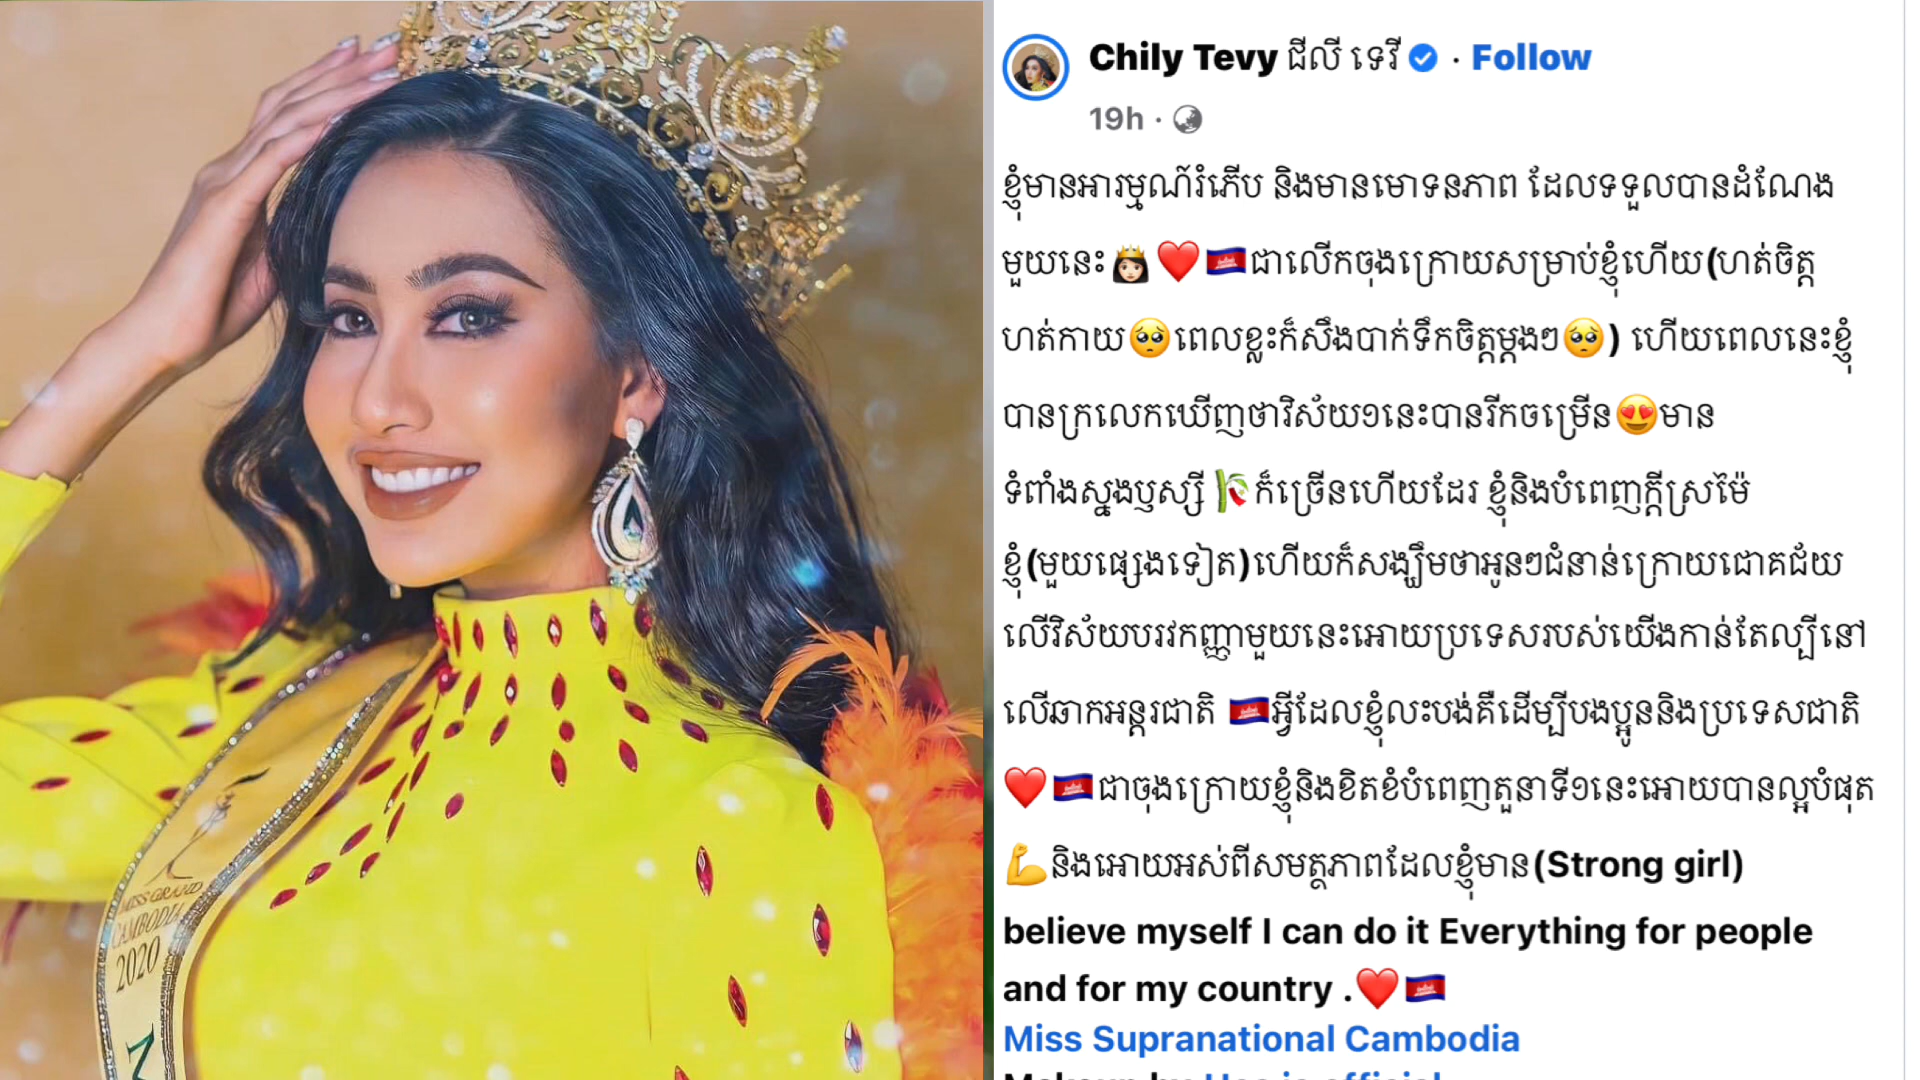 MISS GRAND
CAMBODIA
2020
Chily Tevy ជីលី ទេវី · Follow
19h ·
ខ្ញុំមានអារម្មណ៍រំភើប និងមានមោទនភាព ដែលទទួលបានដំណែង
មួយនេះ👸🏻❤️🇰🇭ជាលើកចុងក្រោយសម្រាប់ខ្ញុំហើយ(ហត់ចិត្ត
ហត់កាយ🥺ពេលខ្លះក៏សឹងបាក់ទឹកចិត្តម្ដងៗ🥺) ហើយពេលនេះខ្ញុំ
បានក្រលេកឃើញថាវិស័យ១នេះបានរីកចម្រើន😍មាន
ទំពាំងស្នងឫស្សី🎋ក៏ច្រើនហើយដែរ ខ្ញុំនិងបំពេញក្ដីស្រម៉ៃ
ខ្ញុំ(មួយផ្សេងទៀត)ហើយក៏សង្ឃឹមថាអូនៗជំនាន់ក្រោយជោគជ័យ
លើវិស័យបវរកញ្ញាមួយនេះអោយប្រទេសរបស់យើងកាន់តែល្បីនៅ
លើឆាកអន្តរជាតិ 🇰🇭អ្វីដែលខ្ញុំលះបង់គឺដើម្បីបងប្អូននិងប្រទេសជាតិ
❤️🇰🇭ជាចុងក្រោយខ្ញុំនិងខិតខំបំពេញតួនាទី១នេះអោយបានល្អបំផុត
💪និងអោយអស់ពីសមត្ថភាពដែលខ្ញុំមាន(Strong girl)
believe myself I can do it Everything for people
and for my country .❤️🇰🇭
Miss Supranational Cambodia